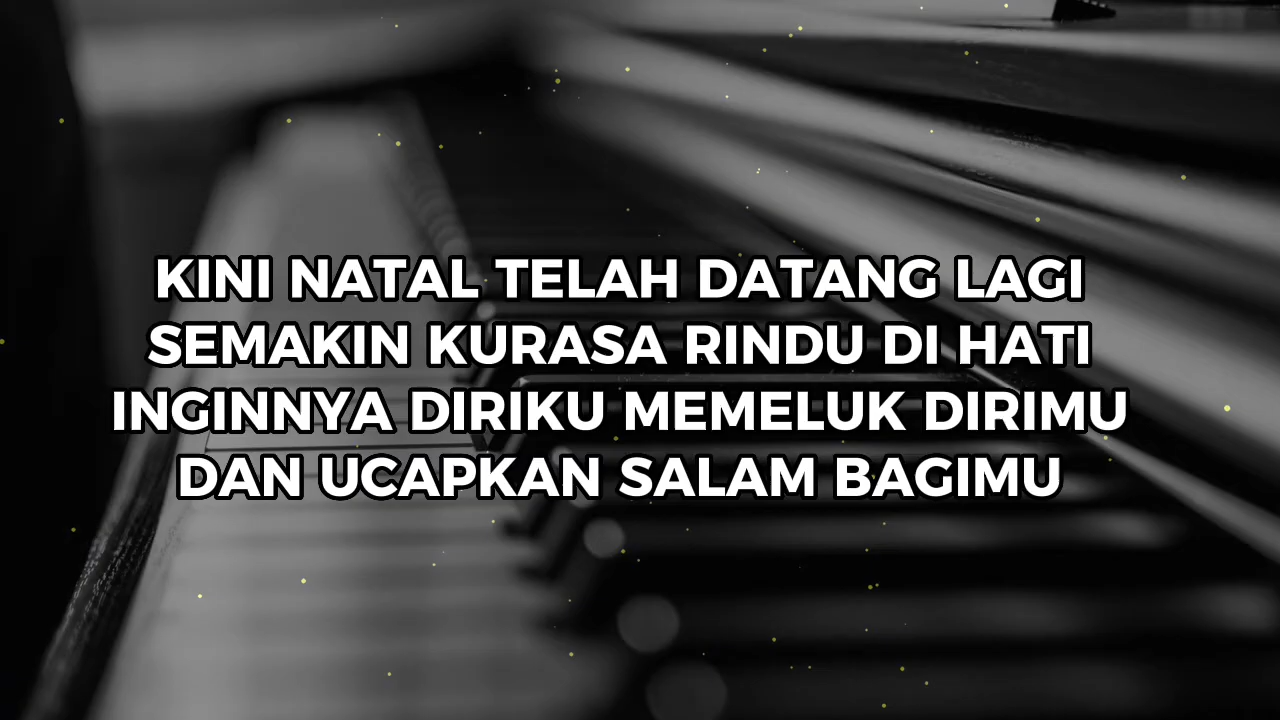 KINI NATAL TELAH DATANG LAGI
SEMAKIN KURASA RINDU DI HATI
INGINNYA DIRIKU MEMELUK DIRIMU
DAN UCAPKAN SALAM BAGIMU